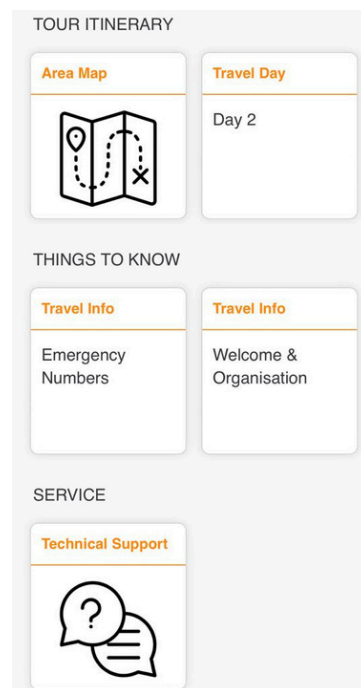 TOUR ITINERARY
Area Map
Travel Day
Day 2
THINGS TO KNOW
Travel Info
Travel Info
Emergency
Numbers
Welcome &
Organisation
SERVICE
Technical Support
?